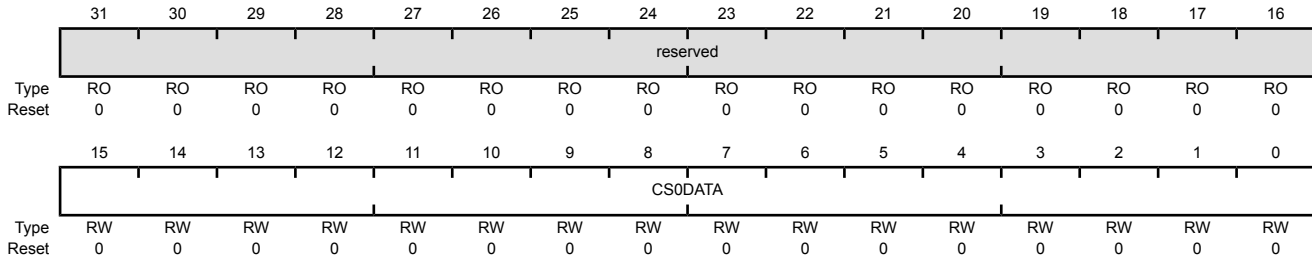 31 30 29 28 27 26 25 24 23 22 21 20 19 18 17 16
reserved
Type RO RO RO RO RO RO RO RO RO RO RO RO RO RO RO RO
Reset 0 0 0 0 0 0 0 0 0 0 0 0 0 0 0 0
15 14 13 12 11 10 9 8 7 6 5 4 3 2 1 0
CS0DATA
Type RW RW RW RW RW RW RW RW RW RW RW RW RW RW RW RW
Reset 0 0 0 0 0 0 0 0 0 0 0 0 0 0 0 0